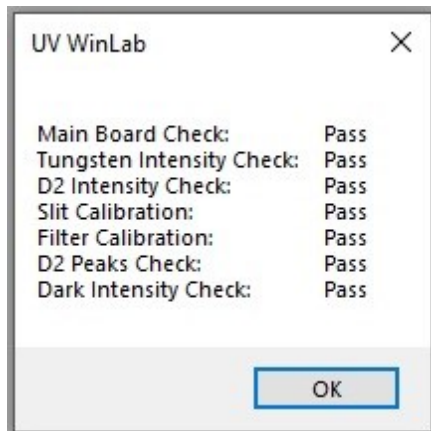 UV WinLab
Main Board Check: Pass
Tungsten Intensity Check: Pass
D2 Intensity Check: Pass
Slit Calibration: Pass
Filter Calibration: Pass
D2 Peaks Check: Pass
Dark Intensity Check: Pass
OK